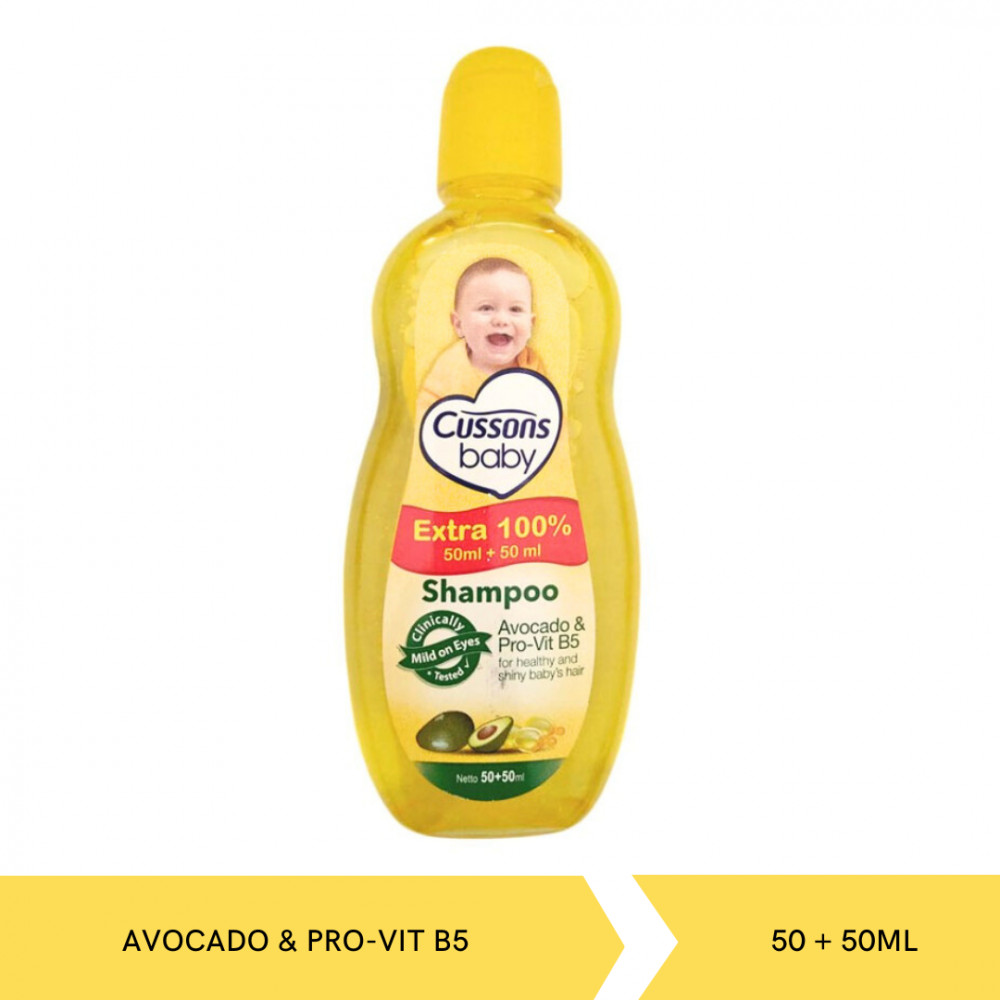 Cussons
baby
Extra 100%
50ml + 50 ml
Shampoo
Clinically
Mild on Eyes
Tested
Avocado &
Pro-Vit B5
for healthy and
shiny baby's hair
Netto 50+50ml
AVOCADO & PRO-VIT B5
50 + 50ML